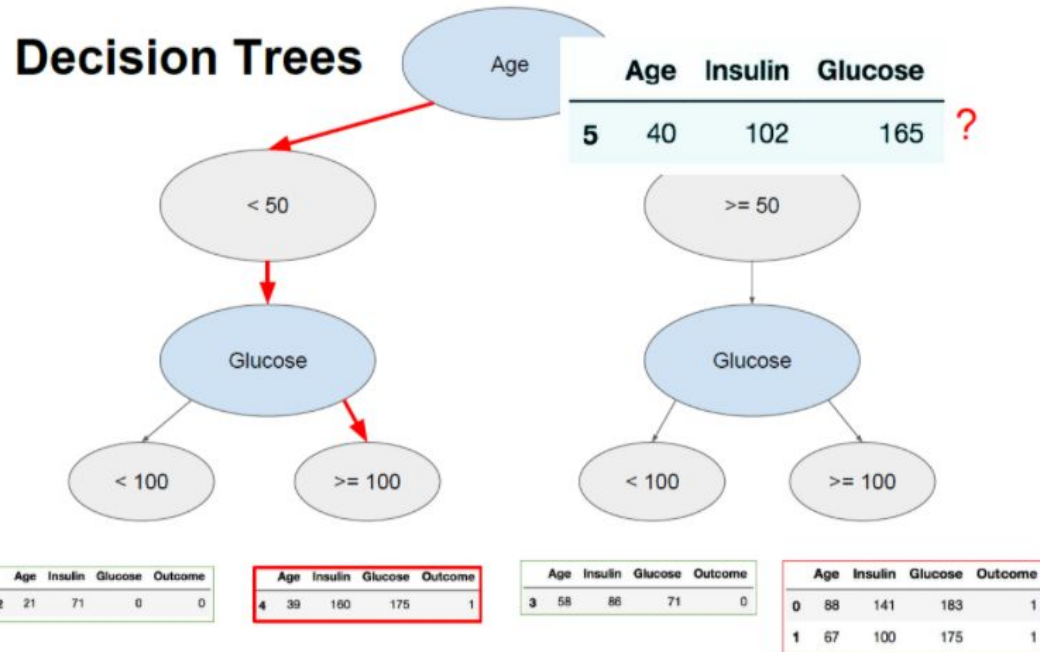 Decision Trees
Age
Age Insulin Glucose
5 40 102 165 ?
< 50
>= 50
Glucose
Glucose
< 100
>= 100
< 100
>= 100
Age Insulin Glucose Outcome
2 21 71 0 0
Age Insulin Glucose Outcome
4 39 160 175 1
Age Insulin Glucose Outcome
3 58 86 71 0
Age Insulin Glucose Outcome
0 88 141 183 1
1 67 100 175 1